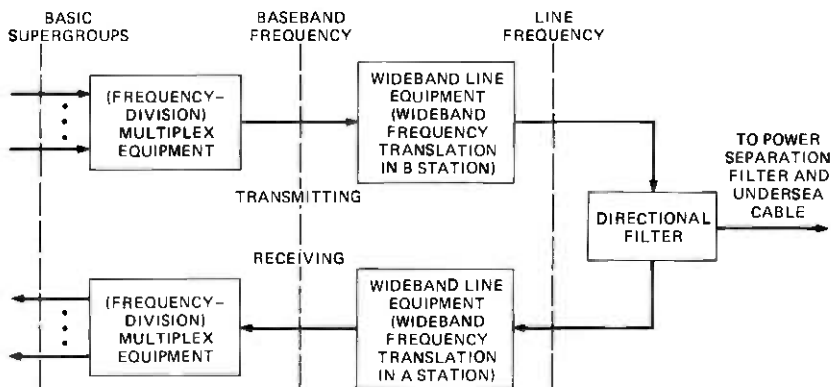 BASIC
SUPERGROUPS
BASEBAND
FREQUENCY
LINE
FREQUENCY
(FREQUENCY-
DIVISION)
MULTIPLEX
EQUIPMENT
WIDEBAND LINE
EQUIPMENT
(WIDEBAND
FREQUENCY
TRANSLATION
IN B STATION)
TO POWER
SEPARATION
FILTER AND
UNDERSEA
CABLE
TRANSMITTING
DIRECTIONAL
FILTER
RECEIVING
(FREQUENCY-
DIVISION)
MULTIPLEX
EQUIPMENT
WIDEBAND LINE
EQUIPMENT
(WIDEBAND
FREQUENCY
TRANSLATION
IN A STATION)